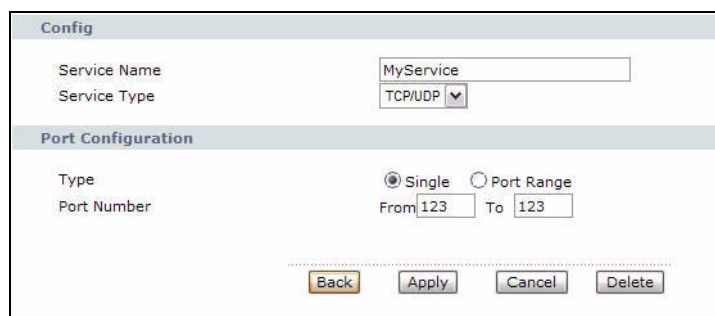 Config
Service Name MyService
Service Type TCP/UDP
Port Configuration
Type Single Port Range
Port Number From 123 To 123
Back Apply Cancel Delete